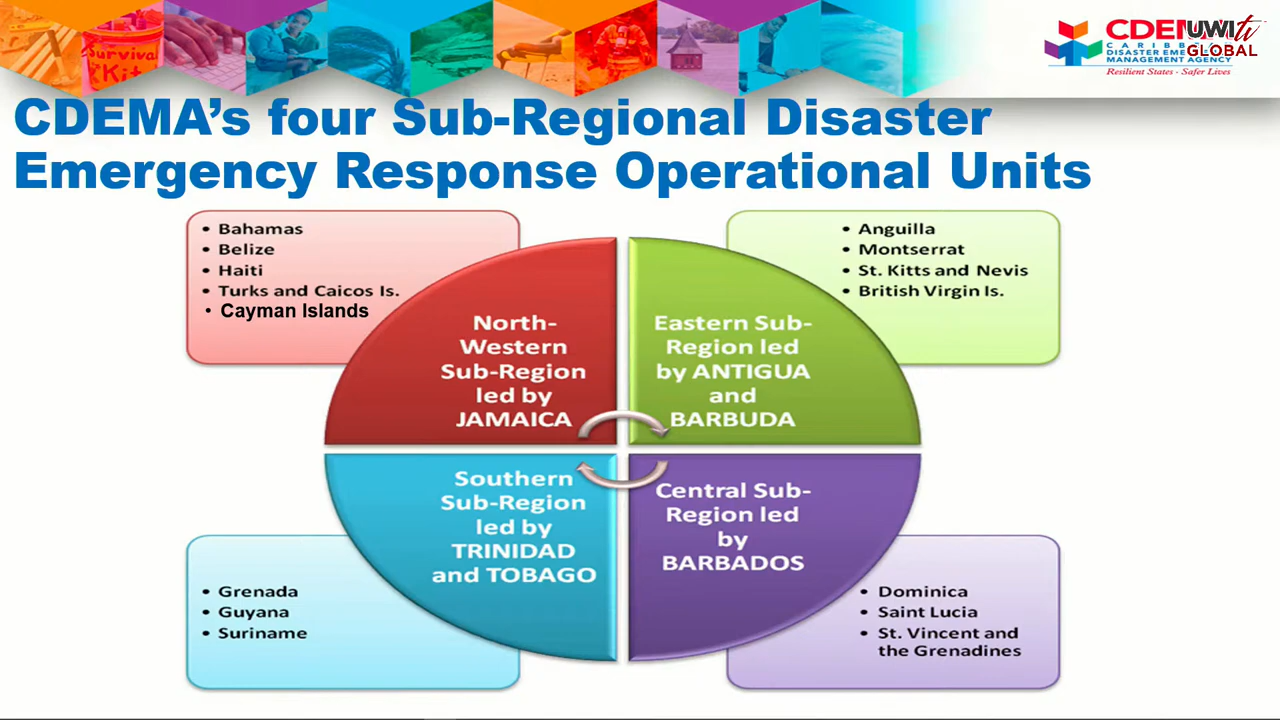 Survival
Kit
CDE
UWI tv
GLOBAL
DISASTER EME
MANAGEMENT AGENCY
Resilient States - Safer Lives
CDEMA's four Sub-Regional Disaster
Emergency Response Operational Units
• Bahamas
• Belize
• Haiti
• Turks and Caicos Is.
• Cayman Islands
• Anguilla
• Montserrat
• St. Kitts and Nevis
• British Virgin Is.
North-
Western
Sub-Region
led by
JAMAICA
Eastern Sub-
Region led
by ANTIGUA
and
BARBUDA
Southern
Sub-Region
led by
TRINIDAD
and TOBAGO
Central Sub-
Region led
by
BARBADOS
• Grenada
• Guyana
• Suriname
• Dominica
• Saint Lucia
• St. Vincent and
the Grenadines